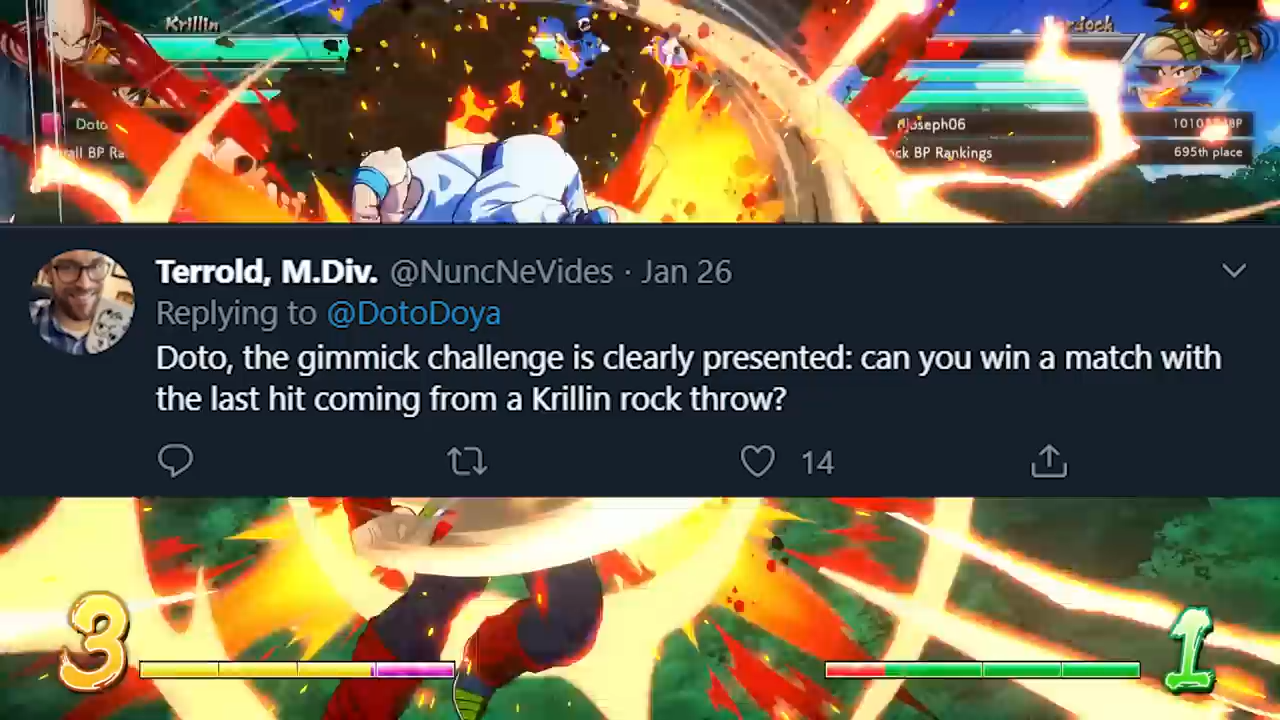 Krillin
Doto
BP Ra
joseph06
BP Rankings
695th place
Terrold, M.Div. @NuncNeVides · Jan 26
Replying to @DotoDoya
Doto, the gimmick challenge is clearly presented: can you win a match with
the last hit coming from a Krillin rock throw?
14
3
1